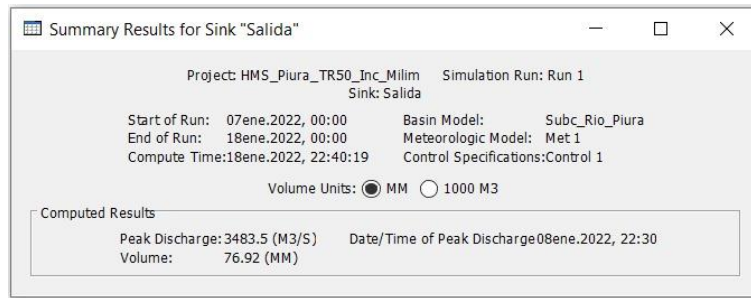 Summary Results for Sink "Salida"
Project: HMS_Piura_TR50_Inc_Milim Simulation Run: Run 1
Sink: Salida
Start of Run: 07ene.2022, 00:00 Basin Model: Subc_Rio_Piura
End of Run: 18ene.2022, 00:00 Meteorologic Model: Met 1
Compute Time:18ene.2022, 22:40:19 Control Specifications:Control 1
Volume Units: MM 1000 M3
Computed Results
Peak Discharge:3483.5 (M3/S) Date/Time of Peak Discharge08ene.2022, 22:30
Volume: 76.92 (MM)